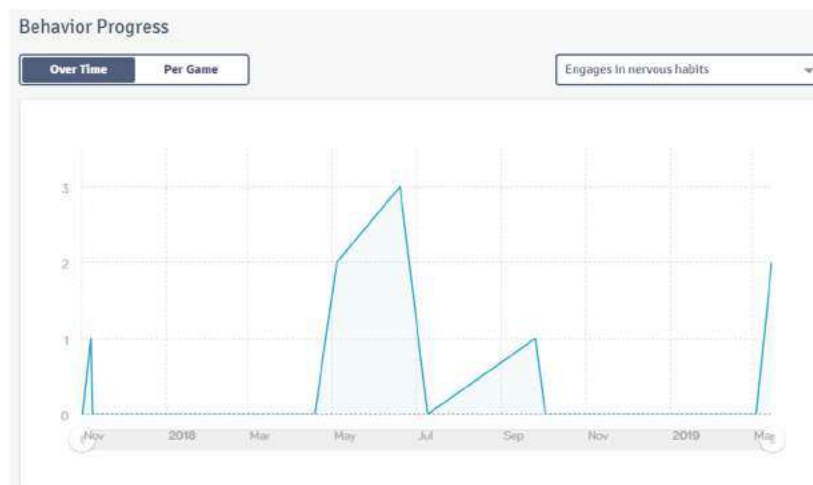 Behavior Progress
Over Time Per Game Engages in nervous habits
3
2
1
0
Nov 2018 Mar May Jul Sep Nov 2019 Mar